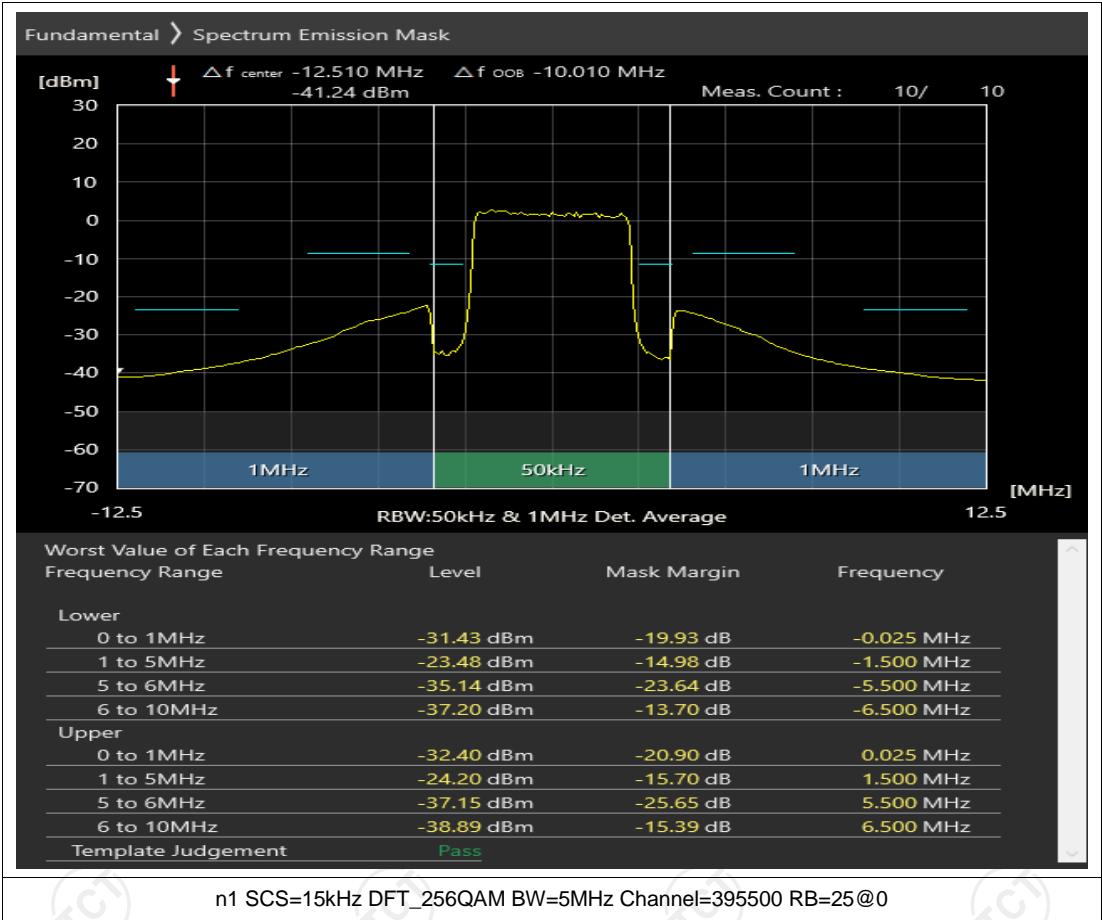 Fundamental ❯ Spectrum Emission Mask
[dBm] Δf center -12.510 MHz Δf OOB -10.010 MHz
-41.24 dBm Meas. Count : 10/ 10
30
20
10
0
-10
-20
-30
-40
-50
-60
1MHz 50kHz 1MHz
-70 [MHz]
-12.5 RBW:50kHz & 1MHz Det. Average 12.5
Worst Value of Each Frequency Range
Frequency Range Level Mask Margin Frequency
Lower
0 to 1MHz -31.43 dBm -19.93 dB -0.025 MHz
1 to 5MHz -23.48 dBm -14.98 dB -1.500 MHz
5 to 6MHz -35.14 dBm -23.64 dB -5.500 MHz
6 to 10MHz -37.20 dBm -13.70 dB -6.500 MHz
Upper
0 to 1MHz -32.40 dBm -20.90 dB 0.025 MHz
1 to 5MHz -24.20 dBm -15.70 dB 1.500 MHz
5 to 6MHz -37.15 dBm -25.65 dB 5.500 MHz
6 to 10MHz -38.89 dBm -15.39 dB 6.500 MHz
Template Judgement Pass
n1 SCS=15kHz DFT_256QAM BW=5MHz Channel=395500 RB=25@0
TCT TCT TCT TCT